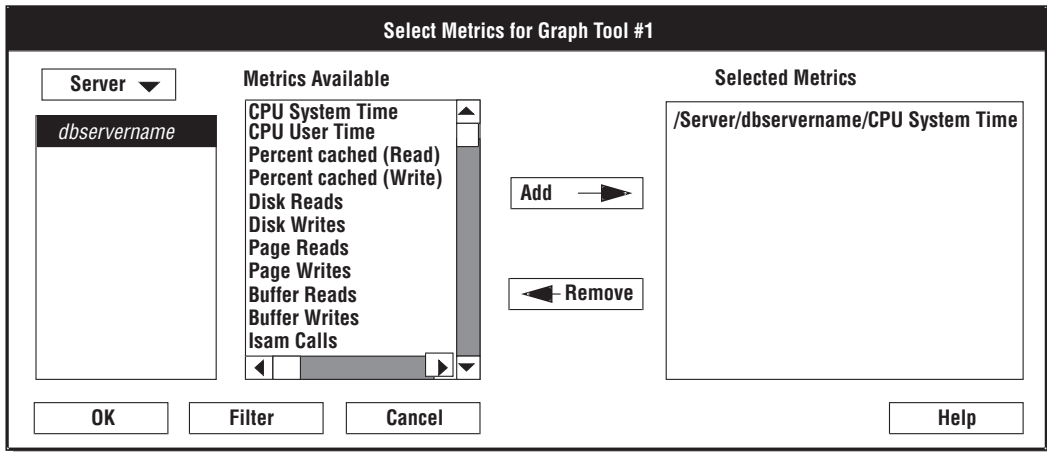 Select Metrics for Graph Tool #1
Server
Metrics Available
Selected Metrics
dbservername
CPU System Time
CPU User Time
Percent cached (Read)
Percent cached (Write)
Disk Reads
Disk Writes
Page Reads
Page Writes
Buffer Reads
Buffer Writes
Isam Calls
Add
Remove
/Server/dbservername/CPU System Time
OK
Filter
Cancel
Help